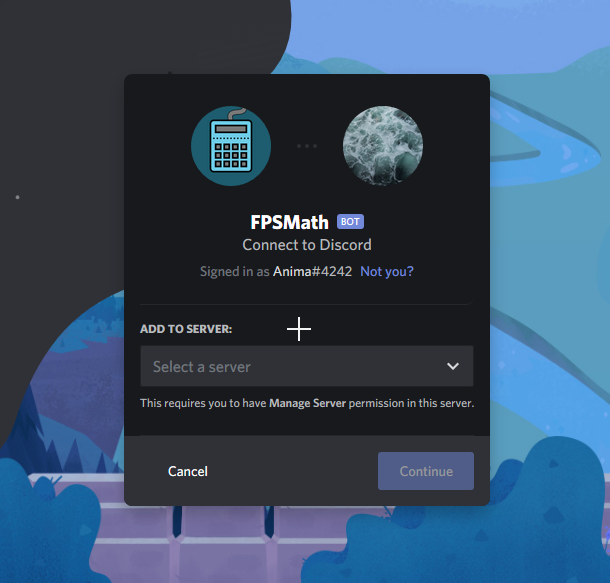 FPSMath BOT
Connect to Discord
Signed in as Anima#4242 Not you?
ADD TO SERVER:
Select a server
This requires you to have Manage Server permission in this server.
Cancel
Continue